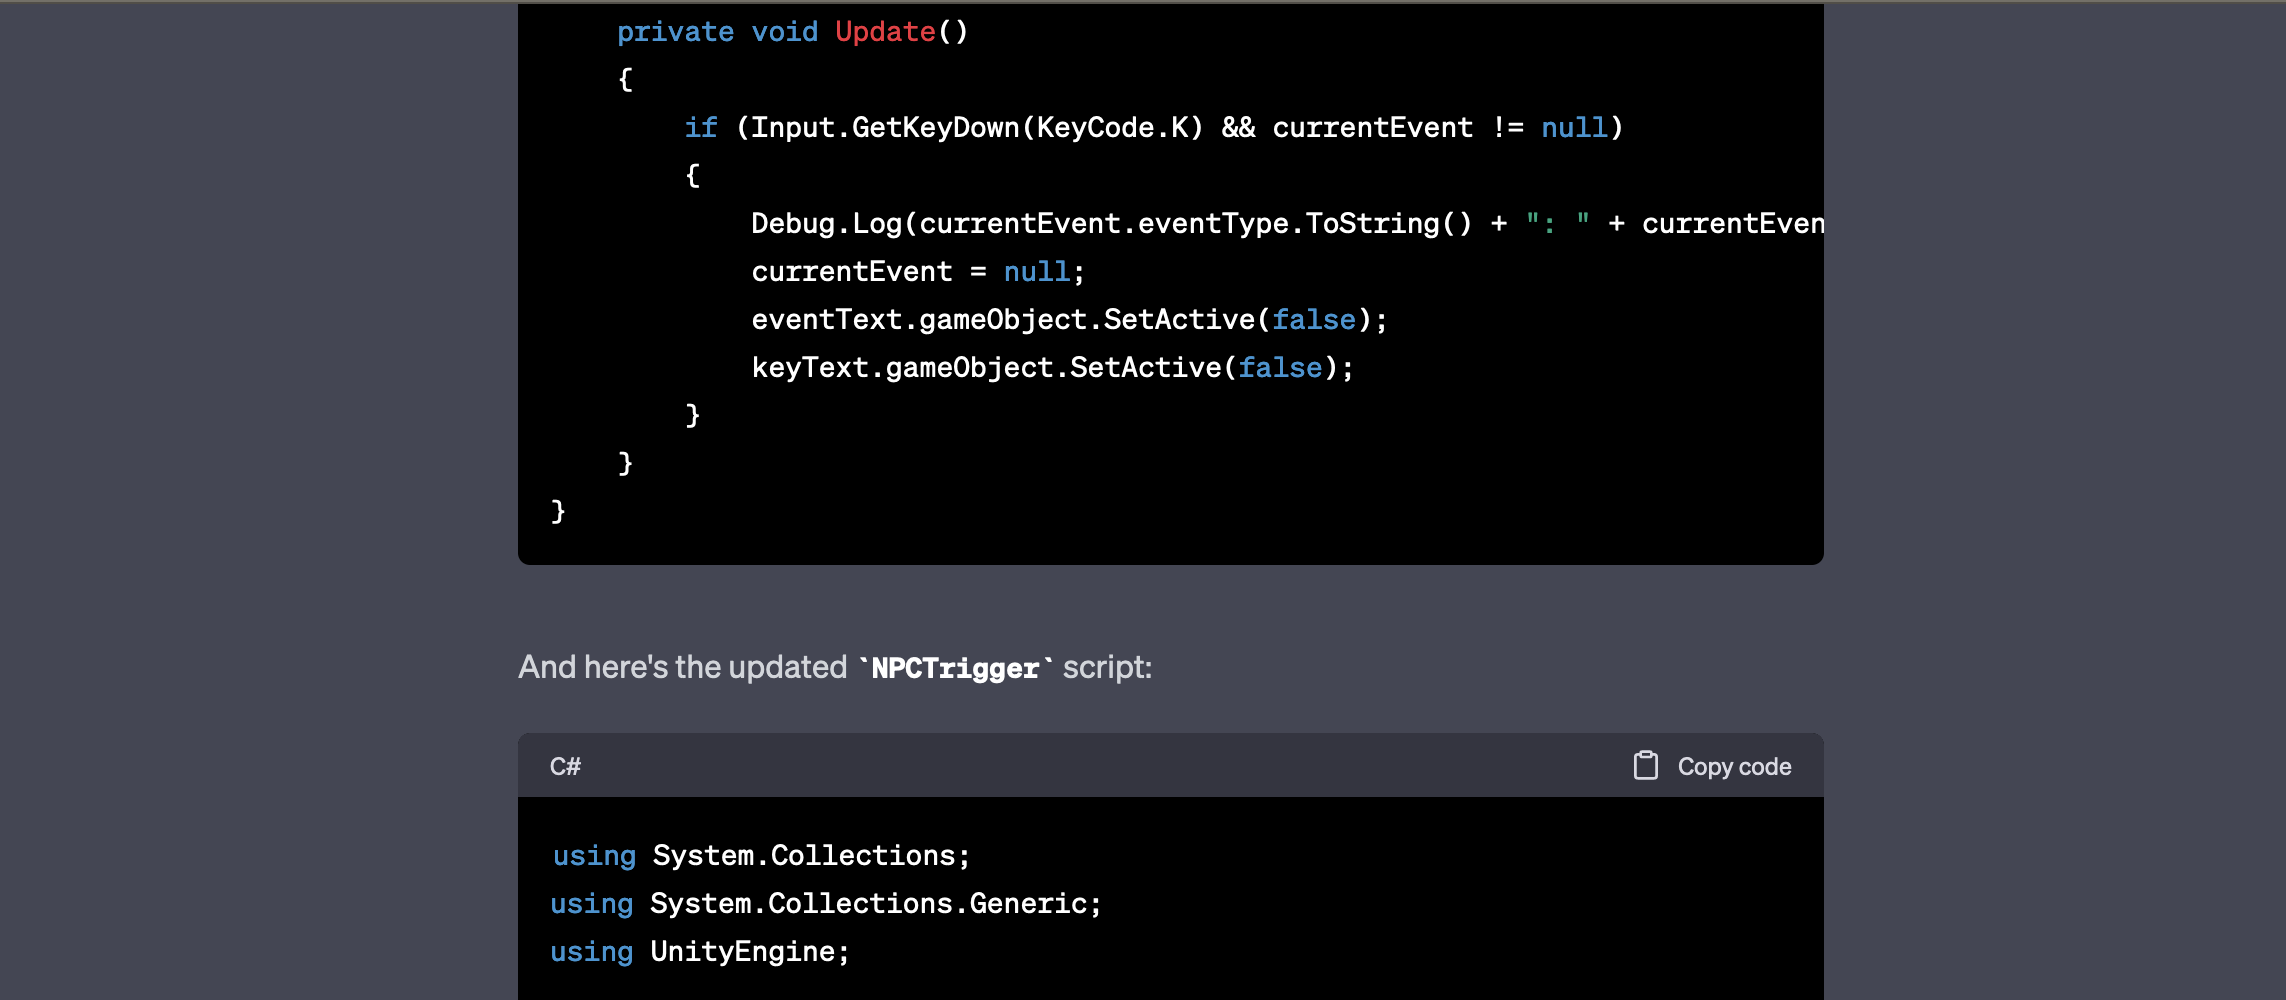 private void Update()
{
if (Input.GetKeyDown(KeyCode.K) && currentEvent != null)
{
Debug.Log(currentEvent.eventType.ToString() + ": " + currentEven
currentEvent = null;
eventText.gameObject.SetActive(false);
keyText.gameObject.SetActive(false);
}
}
}
And here's the updated `NPCTrigger` script:
C#
Copy code
using System.Collections;
using System.Collections.Generic;
using UnityEngine;